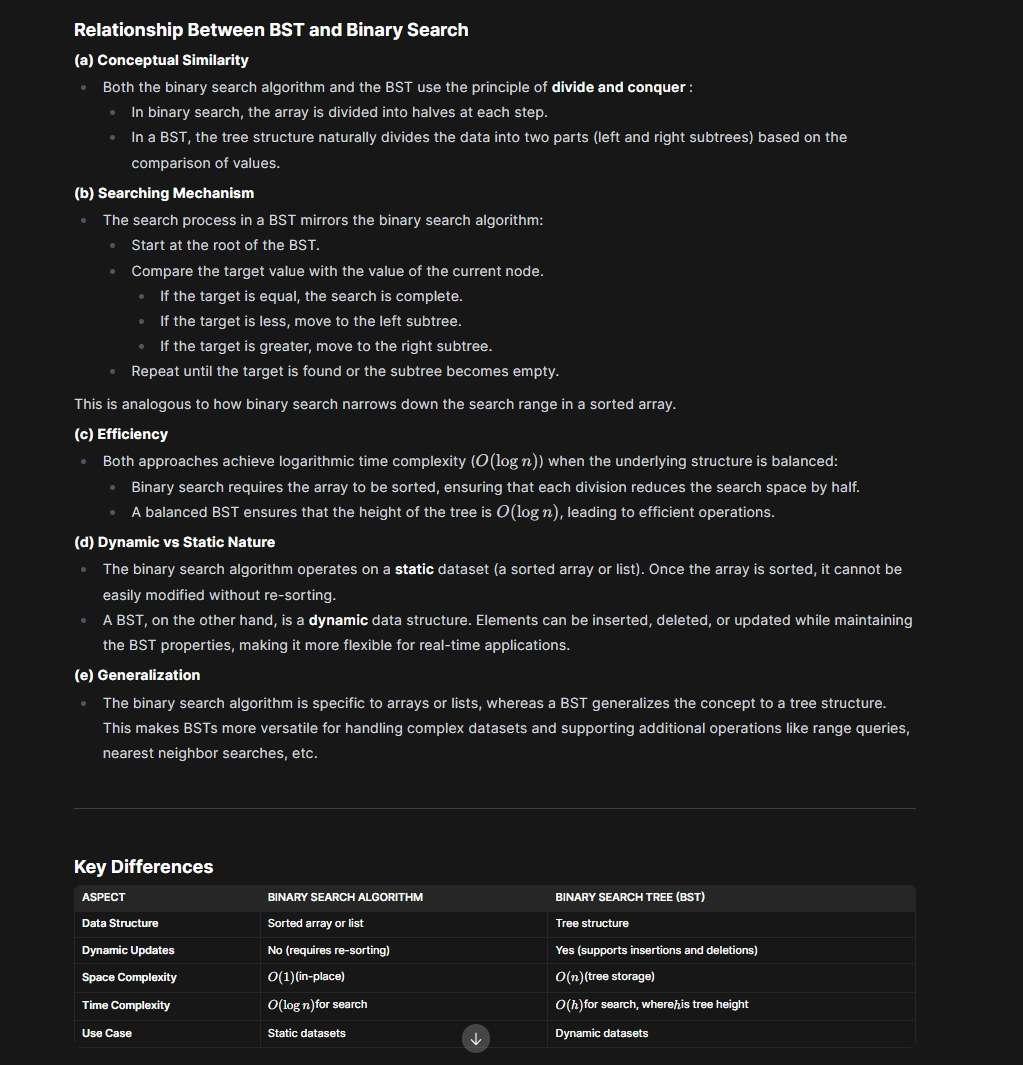 Relationship Between BST and Binary Search
(a) Conceptual Similarity
Both the binary search algorithm and the BST use the principle of divide and conquer :
In binary search, the array is divided into halves at each step.
In a BST, the tree structure naturally divides the data into two parts (left and right subtrees) based on the
comparison of values.
(b) Searching Mechanism
The search process in a BST mirrors the binary search algorithm:
Start at the root of the BST.
Compare the target value with the value of the current node.
If the target is equal, the search is complete.
If the target is less, move to the left subtree.
If the target is greater, move to the right subtree.
Repeat until the target is found or the subtree becomes empty.
This is analogous to how binary search narrows down the search range in a sorted array.
(c) Efficiency
Both approaches achieve logarithmic time complexity (O(log n)) when the underlying structure is balanced:
Binary search requires the array to be sorted, ensuring that each division reduces the search space by half.
A balanced BST ensures that the height of the tree is O(log n), leading to efficient operations.
(d) Dynamic vs Static Nature
The binary search algorithm operates on a static dataset (a sorted array or list). Once the array is sorted, it cannot be
easily modified without re-sorting.
A BST, on the other hand, is a dynamic data structure. Elements can be inserted, deleted, or updated while maintaining
the BST properties, making it more flexible for real-time applications.
(e) Generalization
The binary search algorithm is specific to arrays or lists, whereas a BST generalizes the concept to a tree structure.
This makes BSTs more versatile for handling complex datasets and supporting additional operations like range queries,
nearest neighbor searches, etc.
Key Differences
ASPECT BINARY SEARCH ALGORITHM BINARY SEARCH TREE (BST)
Data Structure Sorted array or list Tree structure
Dynamic Updates No (requires re-sorting) Yes (supports insertions and deletions)
Space Complexity O(1)(in-place) O(n)(tree storage)
Time Complexity O(log n)for search O(h)for search, wherehis tree height
Use Case Static datasets Dynamic datasets